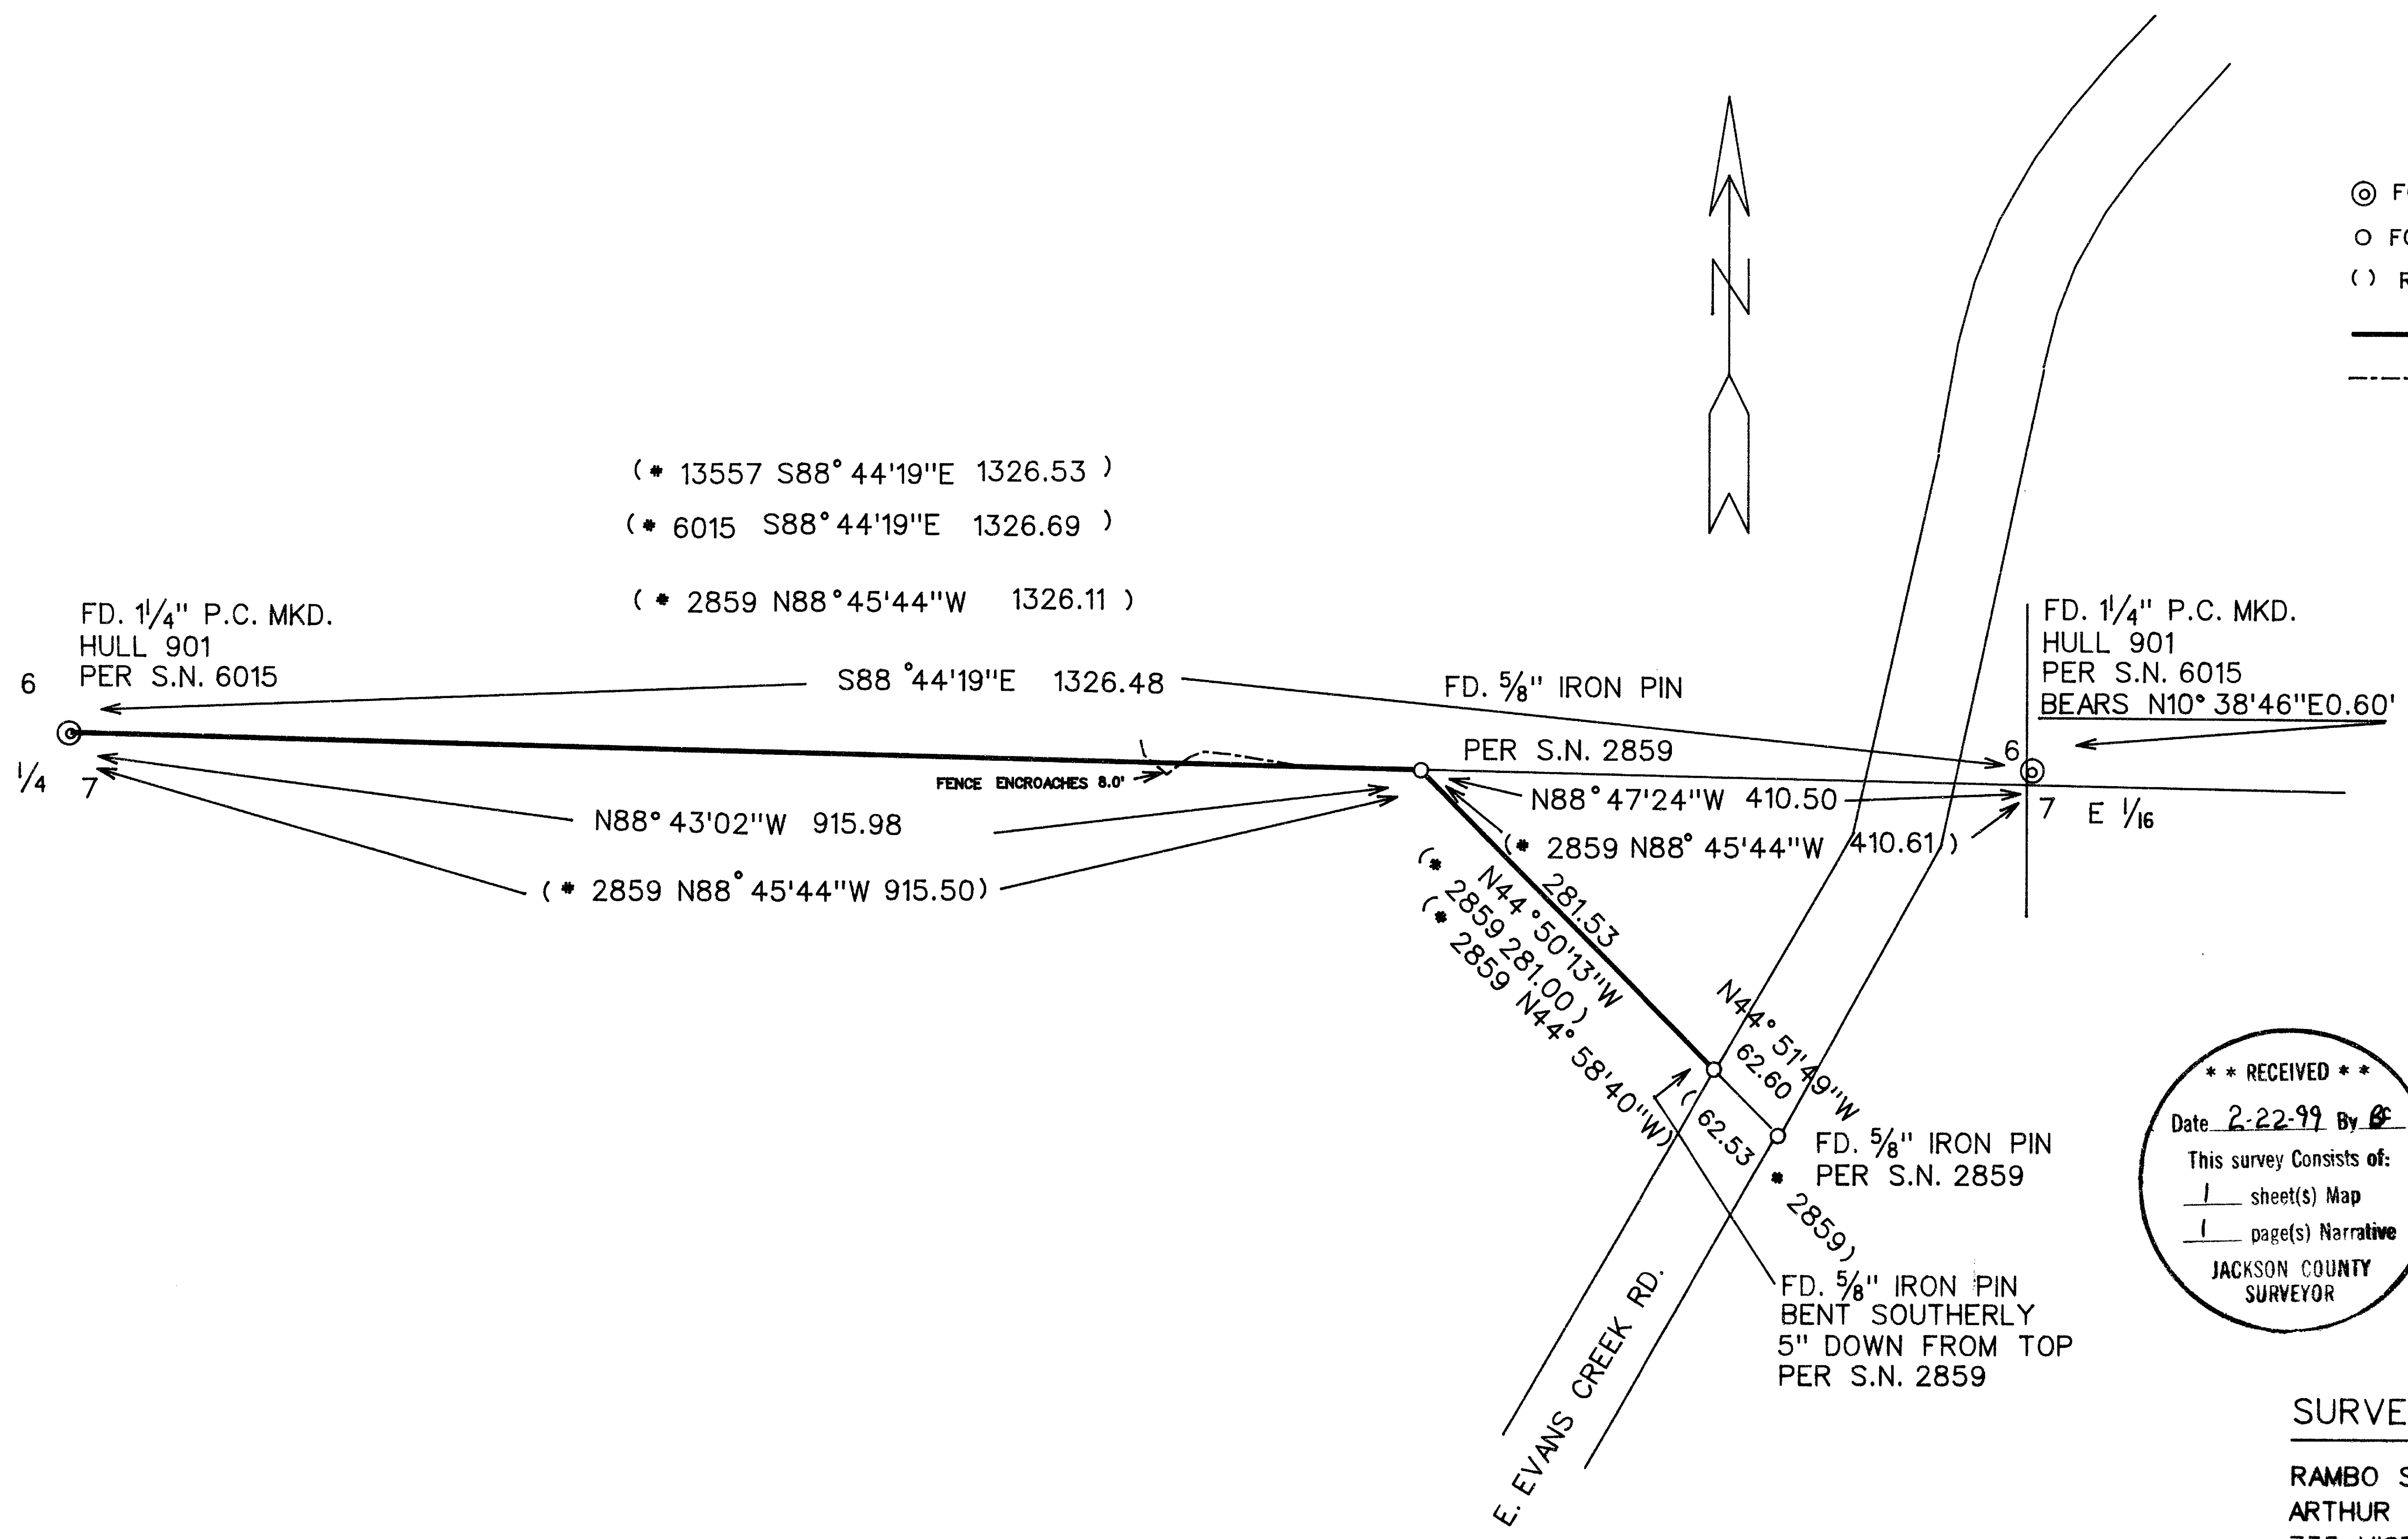 N
( * 13557 S88°44'19"E 1326.53 )
( * 6015 S88°44'19"E 1326.69 )
( * 2859 N88°45'44"W 1326.11 )
FD. 1 1/4" P.C. MKD.
HULL 901
PER S.N. 6015
6
1/4 7
S88°44'19"E 1326.48
FD. 5/8" IRON PIN
PER S.N. 2859
FENCE ENCROACHES 8.0'
N88°43'02"W 915.98
( * 2859 N88°45'44"W 915.50)
FD. 1 1/4" P.C. MKD.
HULL 901
PER S.N. 6015
BEARS N10°38'46"E 0.60'
6
7 E 1/16
N88°47'24"W 410.50
( * 2859 N88°45'44"W 410.61)
281.53
N44°50'13"W
( * 2859 281.00 )
( * 2859 N44°58'40"W)
N44°51'49"W
62.60
( 62.53 * 2859)
FD. 5/8" IRON PIN
PER S.N. 2859
FD. 5/8" IRON PIN
BENT SOUTHERLY
5" DOWN FROM TOP
PER S.N. 2859
E. EVANS CREEK RD.
( )
* * RECEIVED * *
Date 2-22-99 By
This survey Consists of:
1 sheet(s) Map
1 page(s) Narrative
JACKSON COUNTY
SURVEYOR
SURVE
RAMBO S
ARTHUR